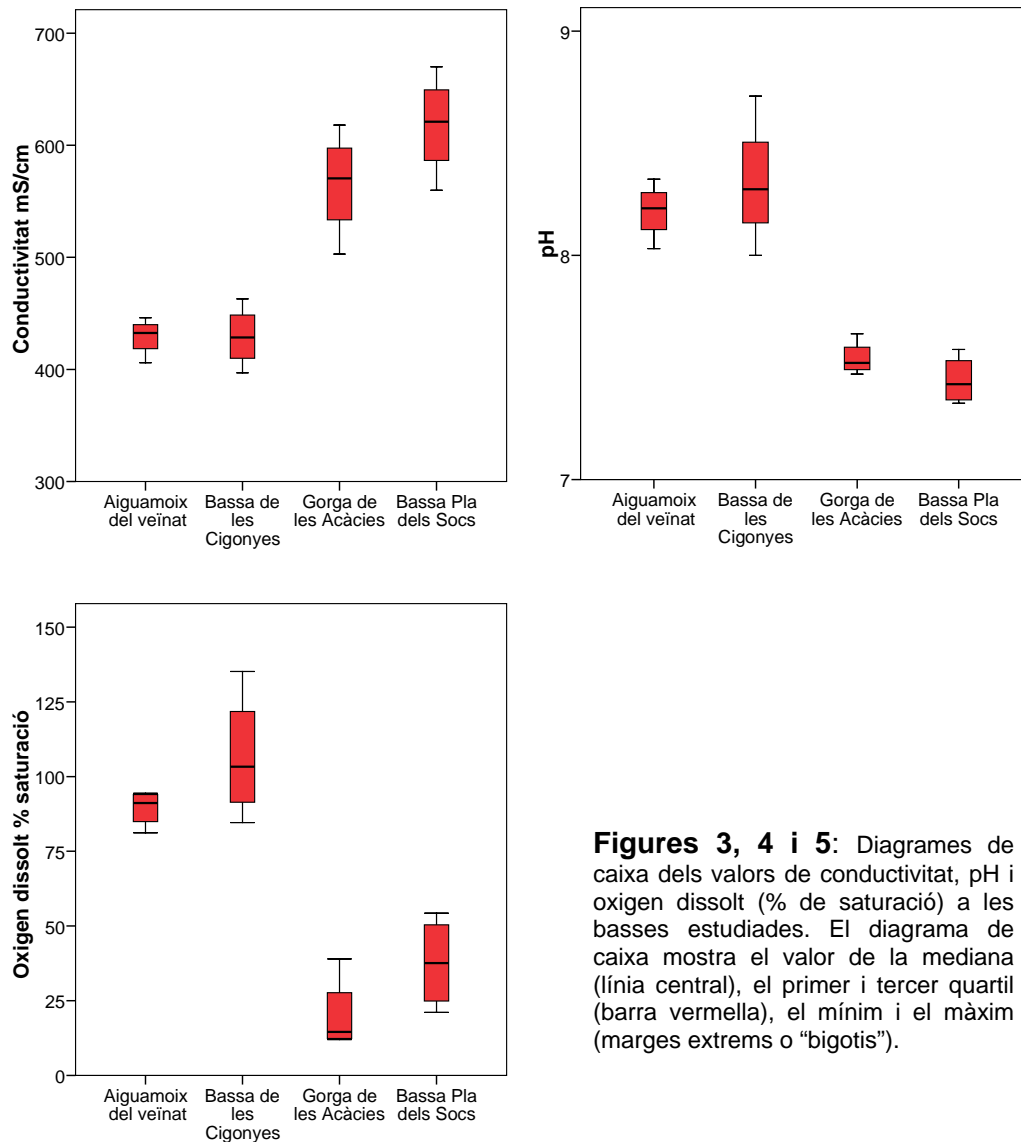 700
600
500
400
300
Conductivitat mS/cm
Aiguamoix
del veïnat
Bassa de
les
Cigonyes
Gorga de
les Acàcies
Bassa Pla
dels Socs
9
8
7
pH
Aiguamoix
del veïnat
Bassa de
les
Cigonyes
Gorga de
les Acàcies
Bassa Pla
dels Socs
150
125
100
75
50
25
0
Oxigen dissolt % saturació
Aiguamoix
del veïnat
Bassa de
les
Cigonyes
Gorga de
les Acàcies
Bassa Pla
dels Socs
Figures 3, 4 i 5: Diagrames de
caixa dels valors de conductivitat, pH i
oxigen dissolt (% de saturació) a les
basses estudiades. El diagrama de
caixa mostra el valor de la mediana
(línia central), el primer i tercer quartil
(barra vermella), el mínim i el màxim
(marges extrems o “bigotis”).